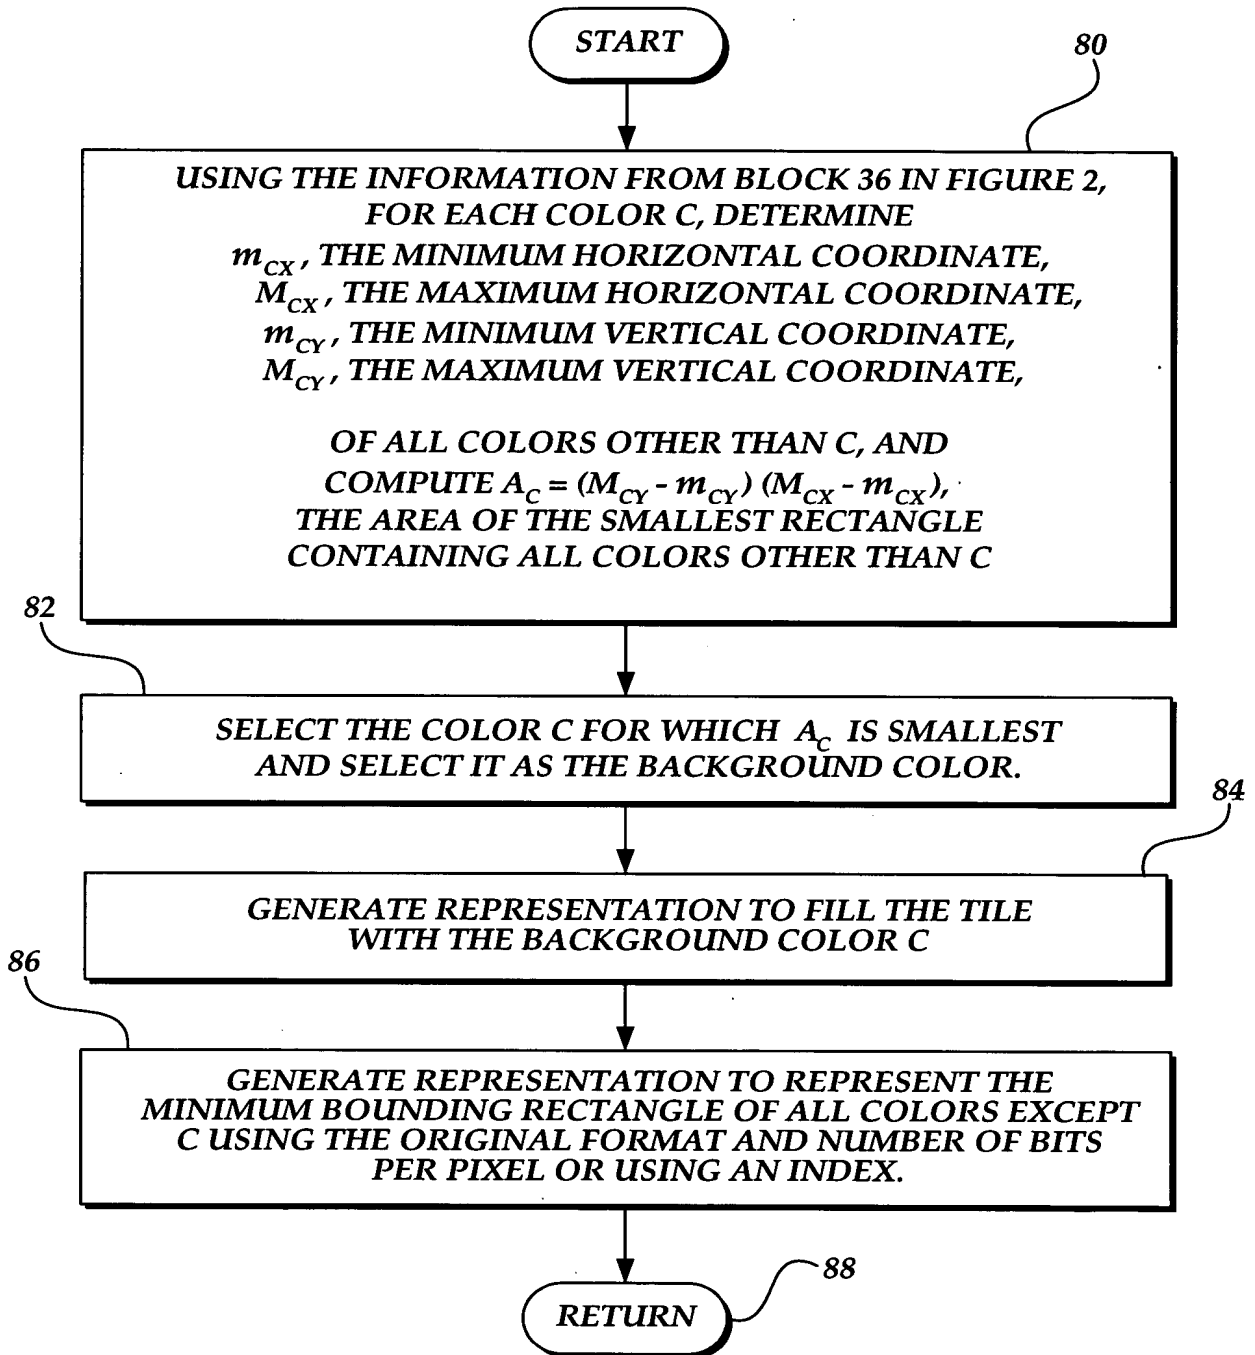 START
80
USING THE INFORMATION FROM BLOCK 36 IN FIGURE 2,
FOR EACH COLOR C, DETERMINE
m_CX, THE MINIMUM HORIZONTAL COORDINATE,
M_CX, THE MAXIMUM HORIZONTAL COORDINATE,
m_CY, THE MINIMUM VERTICAL COORDINATE,
M_CY, THE MAXIMUM VERTICAL COORDINATE,
OF ALL COLORS OTHER THAN C, AND
COMPUTE A_C = (M_CY - m_CY) (M_CX - m_CX),
THE AREA OF THE SMALLEST RECTANGLE
CONTAINING ALL COLORS OTHER THAN C
82
SELECT THE COLOR C FOR WHICH A_C IS SMALLEST
AND SELECT IT AS THE BACKGROUND COLOR.
84
GENERATE REPRESENTATION TO FILL THE TILE
WITH THE BACKGROUND COLOR C
86
GENERATE REPRESENTATION TO REPRESENT THE
MINIMUM BOUNDING RECTANGLE OF ALL COLORS EXCEPT
C USING THE ORIGINAL FORMAT AND NUMBER OF BITS
PER PIXEL OR USING AN INDEX.
88
RETURN